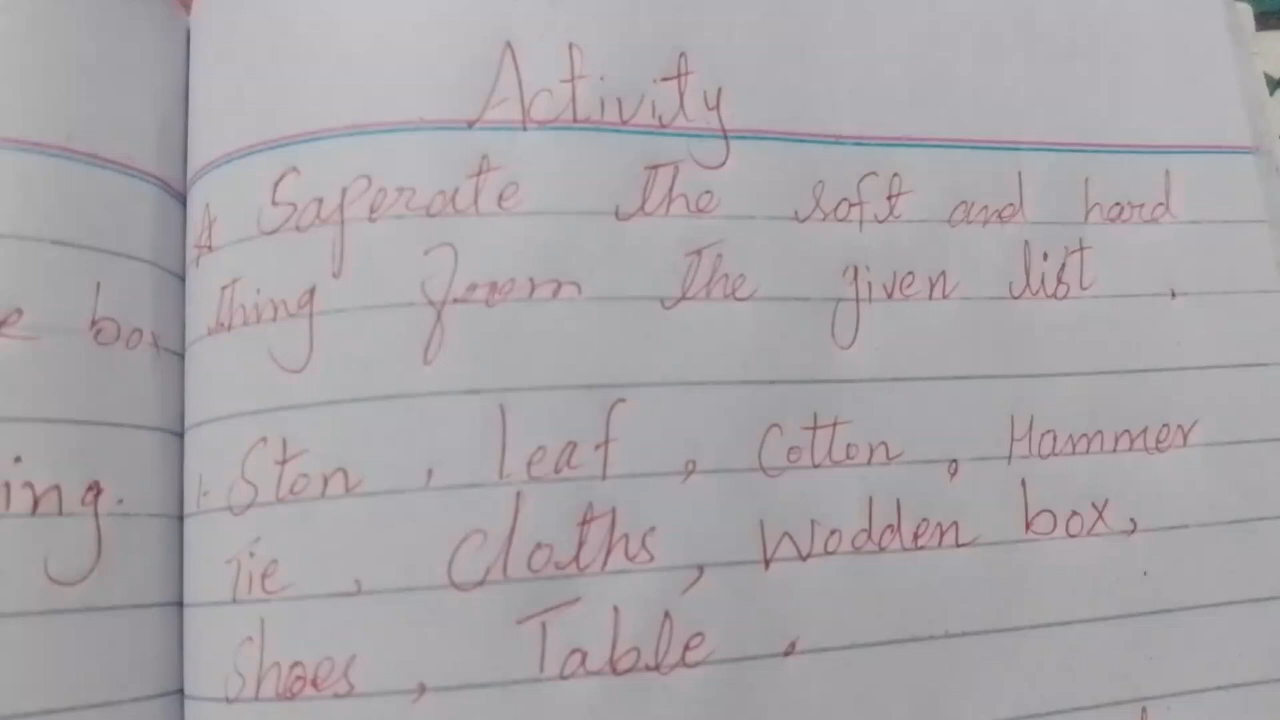 Activity
Saperate The soft and hard
e box
Thing from The given list .
ing.
1. Ston , leaf , Cotton , Hammer
Tie , Cloths, Wodden box,
Shoes , Table .